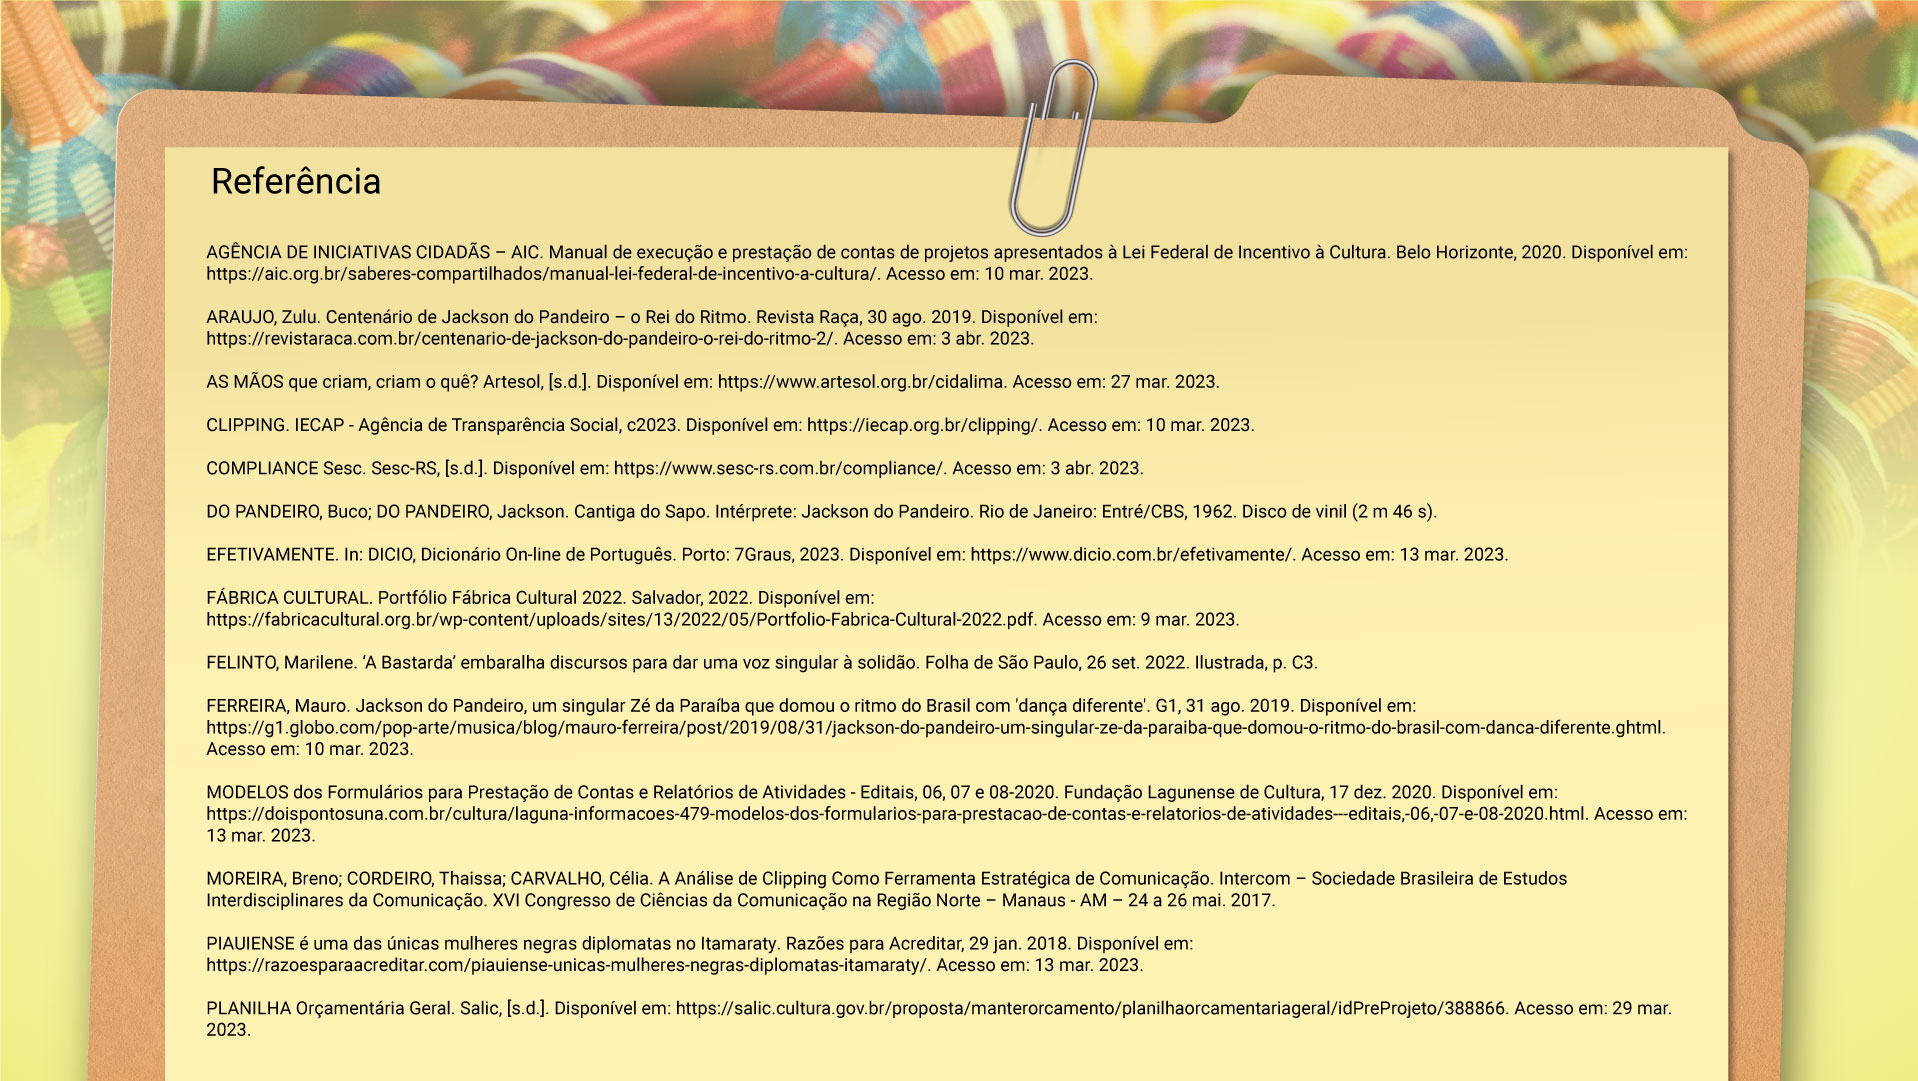 Referência
AGÊNCIA DE INICIATIVAS CIDADÃS – AIC. Manual de execução e prestação de contas de projetos apresentados à Lei Federal de Incentivo à Cultura. Belo Horizonte, 2020. Disponível em:
https://aic.org.br/saberes-compartilhados/manual-lei-federal-de-incentivo-a-cultura/. Acesso em: 10 mar. 2023.
ARAUJO, Zulu. Centenário de Jackson do Pandeiro – o Rei do Ritmo. Revista Raça, 30 ago. 2019. Disponível em:
https://revistaraca.com.br/centenario-de-jackson-do-pandeiro-o-rei-do-ritmo-2/. Acesso em: 3 abr. 2023.
AS MÃOS que criam, criam o quê? Artesol, [s.d.]. Disponível em: https://www.artesol.org.br/cidalima. Acesso em: 27 mar. 2023.
CLIPPING. IECAP - Agência de Transparência Social, c2023. Disponível em: https://iecap.org.br/clipping/. Acesso em: 10 mar. 2023.
COMPLIANCE Sesc. Sesc-RS, [s.d.]. Disponível em: https://www.sesc-rs.com.br/compliance/. Acesso em: 3 abr. 2023.
DO PANDEIRO, Buco; DO PANDEIRO, Jackson. Cantiga do Sapo. Intérprete: Jackson do Pandeiro. Rio de Janeiro: Entré/CBS, 1962. Disco de vinil (2 m 46 s).
EFETIVAMENTE. In: DICIO, Dicionário On-line de Português. Porto: 7Graus, 2023. Disponível em: https://www.dicio.com.br/efetivamente/. Acesso em: 13 mar. 2023.
FÁBRICA CULTURAL. Portfólio Fábrica Cultural 2022. Salvador, 2022. Disponível em:
https://fabricacultural.org.br/wp-content/uploads/sites/13/2022/05/Portfolio-Fabrica-Cultural-2022.pdf. Acesso em: 9 mar. 2023.
FELINTO, Marilene. ‘A Bastarda’ embaralha discursos para dar uma voz singular à solidão. Folha de São Paulo, 26 set. 2022. Ilustrada, p. C3.
FERREIRA, Mauro. Jackson do Pandeiro, um singular Zé da Paraíba que domou o ritmo do Brasil com 'dança diferente'. G1, 31 ago. 2019. Disponível em:
https://g1.globo.com/pop-arte/musica/blog/mauro-ferreira/post/2019/08/31/jackson-do-pandeiro-um-singular-ze-da-paraiba-que-domou-o-ritmo-do-brasil-com-danca-diferente.ghtml.
Acesso em: 10 mar. 2023.
MODELOS dos Formulários para Prestação de Contas e Relatórios de Atividades - Editais, 06, 07 e 08-2020. Fundação Lagunense de Cultura, 17 dez. 2020. Disponível em:
https://doispontosuna.com.br/cultura/laguna-informacoes-479-modelos-dos-formularios-para-prestacao-de-contas-e-relatorios-de-atividades---editais,-06,-07-e-08-2020.html. Acesso em:
13 mar. 2023.
MOREIRA, Breno; CORDEIRO, Thaissa; CARVALHO, Célia. A Análise de Clipping Como Ferramenta Estratégica de Comunicação. Intercom – Sociedade Brasileira de Estudos
Interdisciplinares da Comunicação. XVI Congresso de Ciências da Comunicação na Região Norte – Manaus - AM – 24 a 26 mai. 2017.
PIAUIENSE é uma das únicas mulheres negras diplomatas no Itamaraty. Razões para Acreditar, 29 jan. 2018. Disponível em:
https://razoesparaacreditar.com/piauiense-unicas-mulheres-negras-diplomatas-itamaraty/. Acesso em: 13 mar. 2023.
PLANILHA Orçamentária Geral. Salic, [s.d.]. Disponível em: https://salic.cultura.gov.br/proposta/manterorcamento/planilhaorcamentariageral/idPreProjeto/388866. Acesso em: 29 mar.
2023.